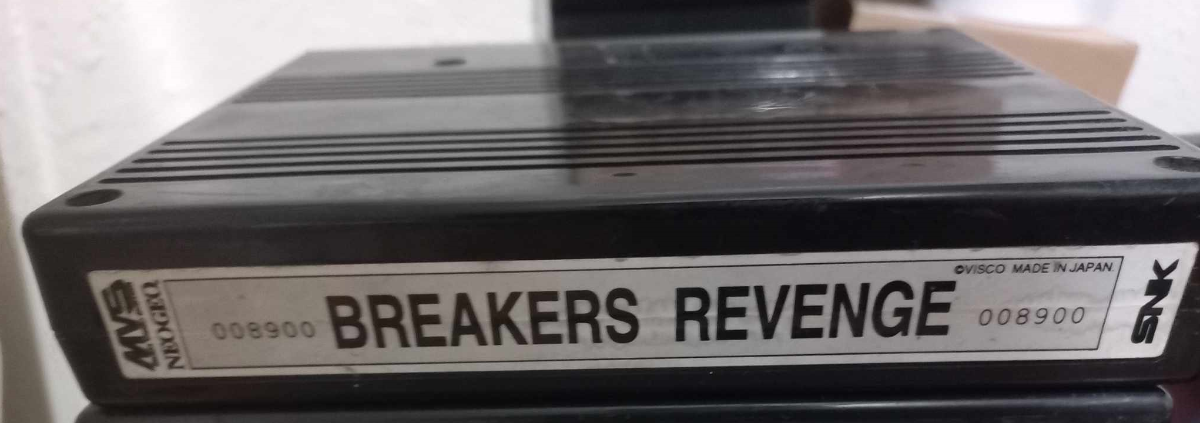 MVS
NEOGEO
©VISCO MADE IN JAPAN.
008900 BREAKERS REVENGE 008900
SNK